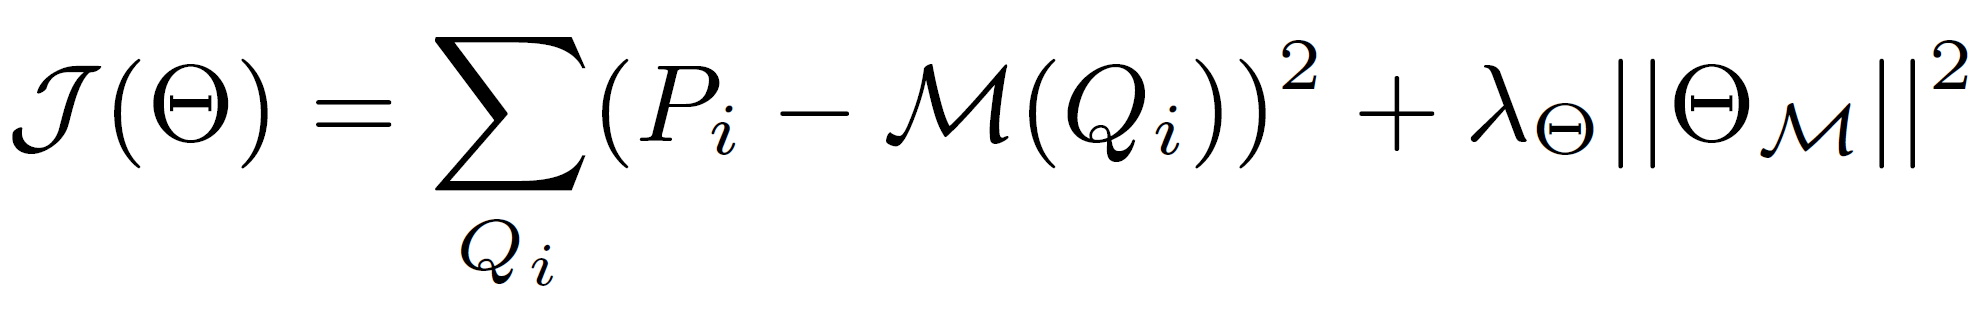 𝒥(Θ) = ∑_{Q_i} (P_i − ℳ(Q_i))² + λ_Θ||Θ_ℳ||²